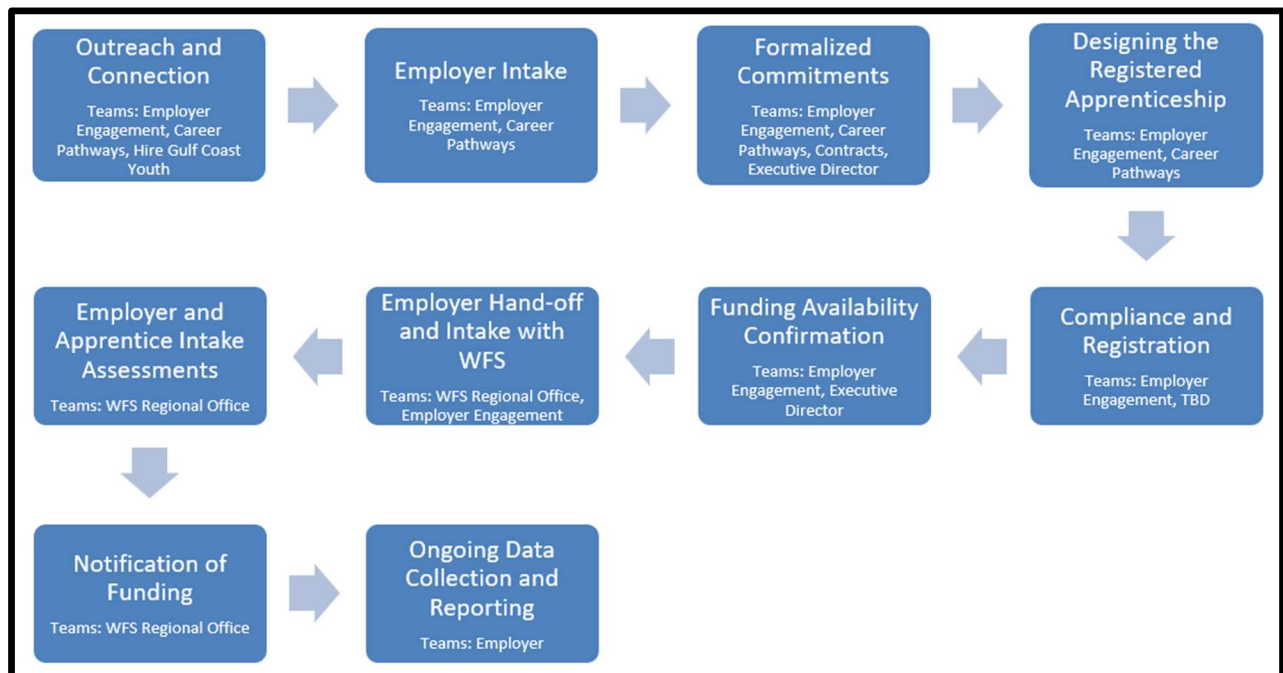 Outreach and
Connection
Teams: Employer
Engagement, Career
Pathways, Hire Gulf Coast
Youth
Employer Intake
Teams: Employer
Engagement, Career
Pathways
Formalized
Commitments
Teams: Employer
Engagement, Career
Pathways, Contracts,
Executive Director
Designing the
Registered
Apprenticeship
Teams: Employer
Engagement, Career
Pathways
Compliance and
Registration
Teams: Employer
Engagement, TBD
Funding Availability
Confirmation
Teams: Employer
Engagement, Executive
Director
Employer Hand-off
and Intake with
WFS
Teams: WFS Regional Office,
Employer Engagement
Employer and
Apprentice Intake
Assessments
Teams: WFS Regional Office
Notification of
Funding
Teams: WFS Regional Office
Ongoing Data
Collection and
Reporting
Teams: Employer